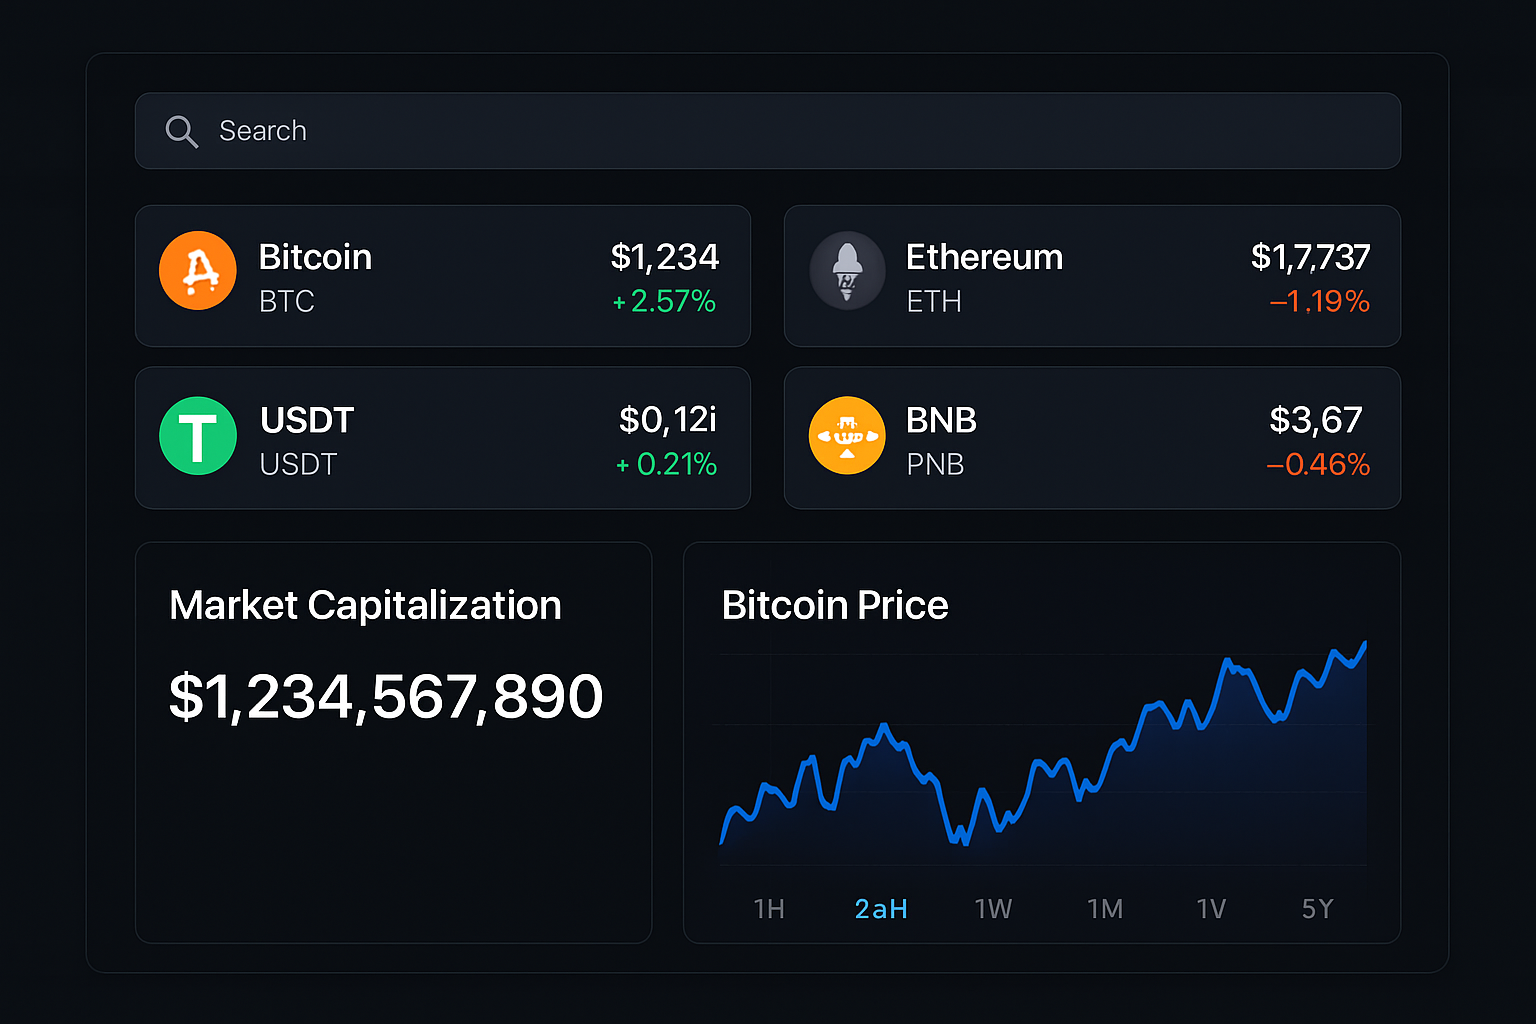 Search
Bitcoin
$1,234
BTC
+2.57%
Ethereum
$1,7,737
ETH
–1.19%
T
USDT
$0,12i
USDT
+ 0.21%
BNB
$3,67
PNB
–0.46%
Market Capitalization
$1,234,567,890
Bitcoin Price
1H 2aH 1W 1M 1V 5Y